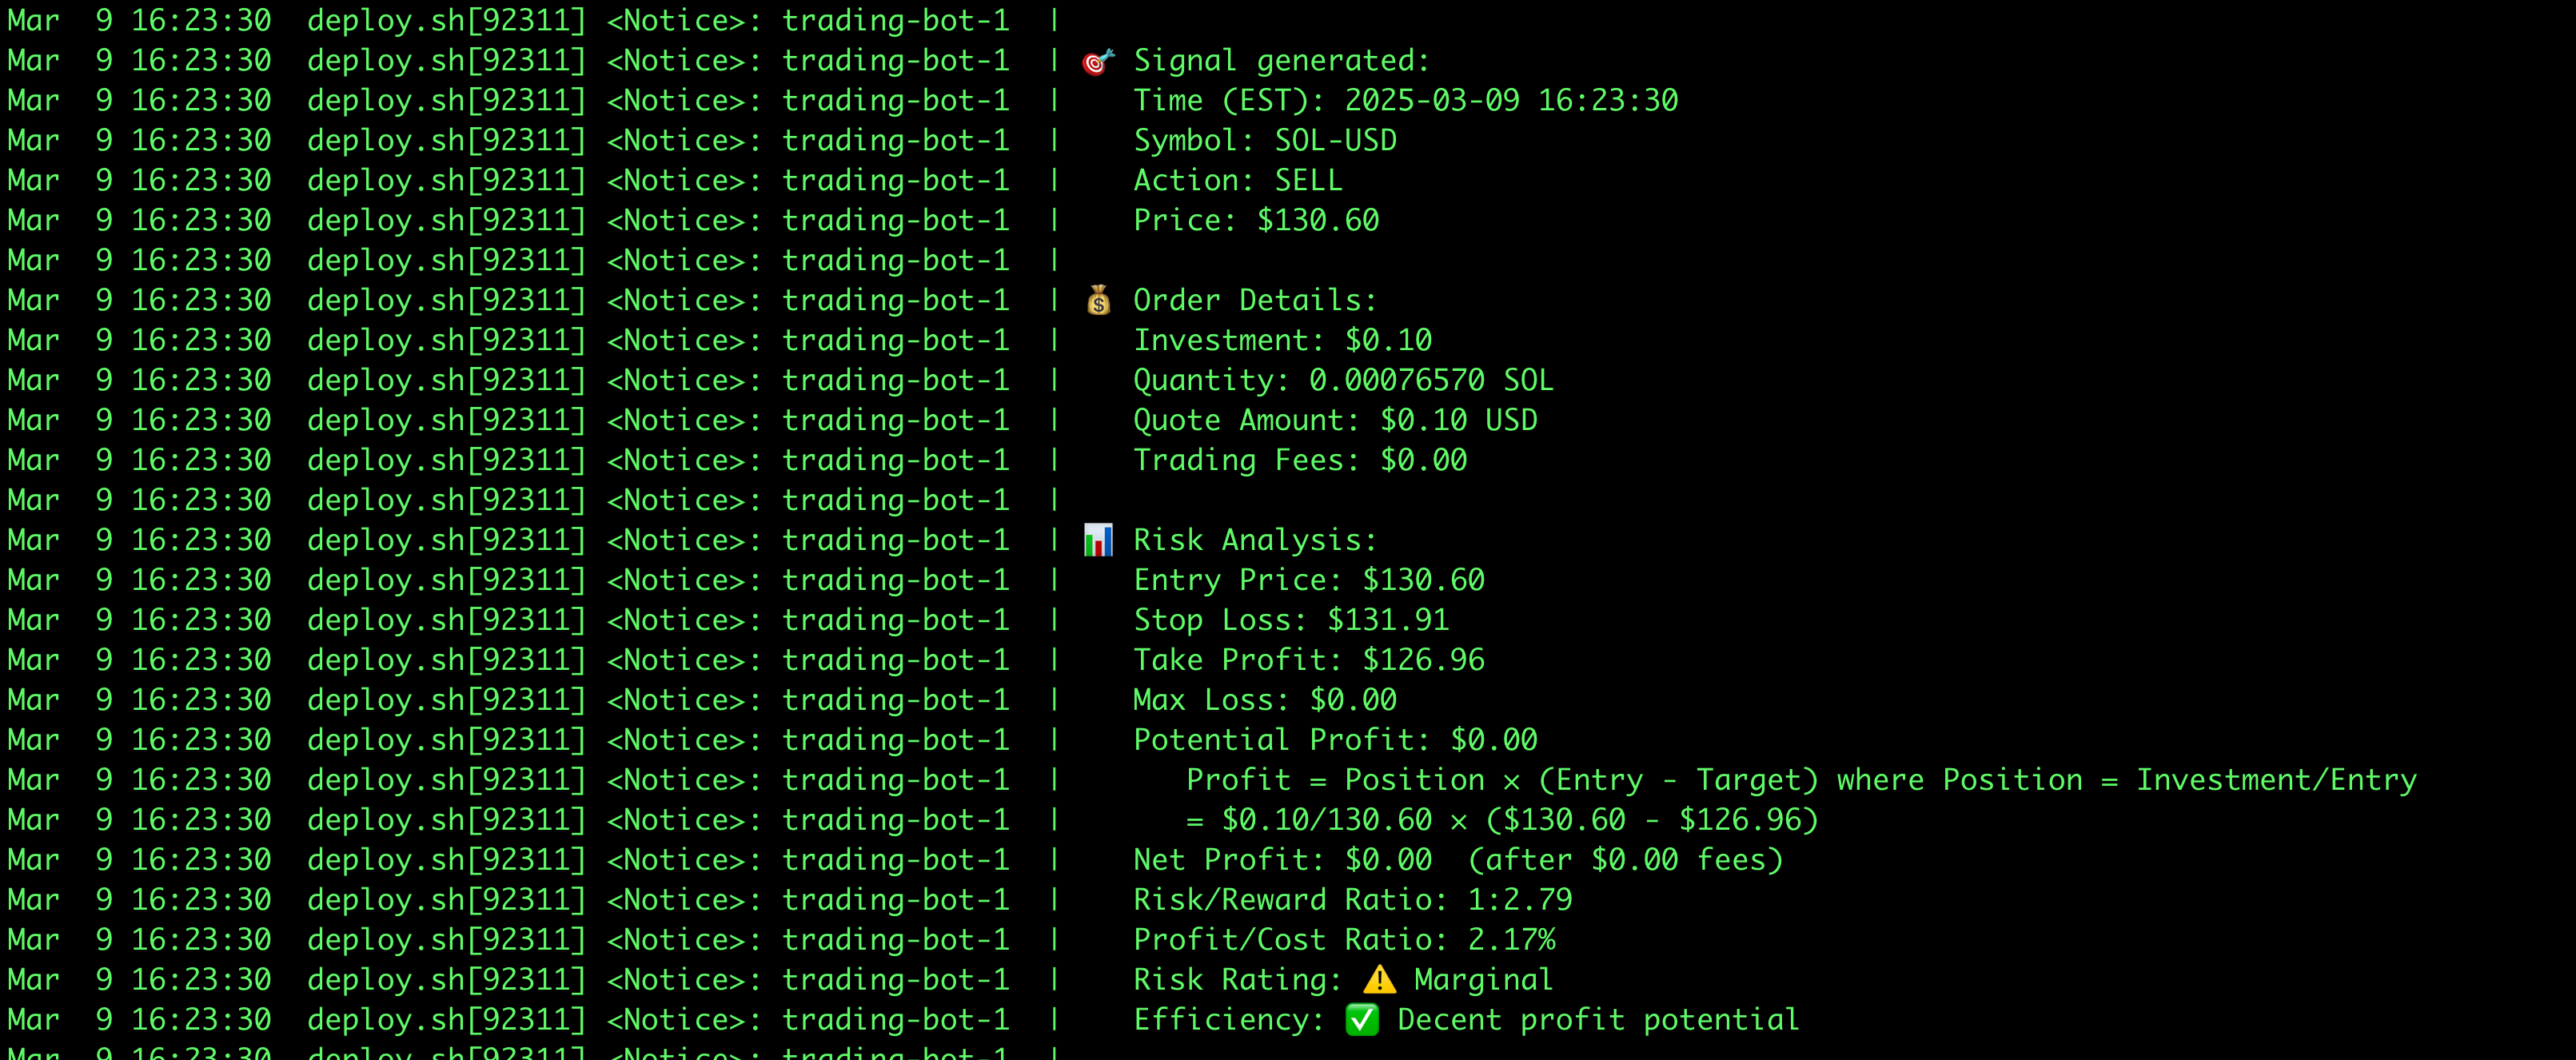 Mar  9 16:23:30  deploy.sh[92311] <Notice>: trading-bot-1  |
Mar  9 16:23:30  deploy.sh[92311] <Notice>: trading-bot-1  | 🎯 Signal generated:
Mar  9 16:23:30  deploy.sh[92311] <Notice>: trading-bot-1  |    Time (EST): 2025-03-09 16:23:30
Mar  9 16:23:30  deploy.sh[92311] <Notice>: trading-bot-1  |    Symbol: SOL-USD
Mar  9 16:23:30  deploy.sh[92311] <Notice>: trading-bot-1  |    Action: SELL
Mar  9 16:23:30  deploy.sh[92311] <Notice>: trading-bot-1  |    Price: $130.60
Mar  9 16:23:30  deploy.sh[92311] <Notice>: trading-bot-1  |
Mar  9 16:23:30  deploy.sh[92311] <Notice>: trading-bot-1  | 💰 Order Details:
Mar  9 16:23:30  deploy.sh[92311] <Notice>: trading-bot-1  |    Investment: $0.10
Mar  9 16:23:30  deploy.sh[92311] <Notice>: trading-bot-1  |    Quantity: 0.00076570 SOL
Mar  9 16:23:30  deploy.sh[92311] <Notice>: trading-bot-1  |    Quote Amount: $0.10 USD
Mar  9 16:23:30  deploy.sh[92311] <Notice>: trading-bot-1  |    Trading Fees: $0.00
Mar  9 16:23:30  deploy.sh[92311] <Notice>: trading-bot-1  |
Mar  9 16:23:30  deploy.sh[92311] <Notice>: trading-bot-1  | 📊 Risk Analysis:
Mar  9 16:23:30  deploy.sh[92311] <Notice>: trading-bot-1  |    Entry Price: $130.60
Mar  9 16:23:30  deploy.sh[92311] <Notice>: trading-bot-1  |    Stop Loss: $131.91
Mar  9 16:23:30  deploy.sh[92311] <Notice>: trading-bot-1  |    Take Profit: $126.96
Mar  9 16:23:30  deploy.sh[92311] <Notice>: trading-bot-1  |    Max Loss: $0.00
Mar  9 16:23:30  deploy.sh[92311] <Notice>: trading-bot-1  |    Potential Profit: $0.00
Mar  9 16:23:30  deploy.sh[92311] <Notice>: trading-bot-1  |       Profit = Position × (Entry - Target) where Position = Investment/Entry
Mar  9 16:23:30  deploy.sh[92311] <Notice>: trading-bot-1  |       = $0.10/130.60 × ($130.60 - $126.96)
Mar  9 16:23:30  deploy.sh[92311] <Notice>: trading-bot-1  |    Net Profit: $0.00  (after $0.00 fees)
Mar  9 16:23:30  deploy.sh[92311] <Notice>: trading-bot-1  |    Risk/Reward Ratio: 1:2.79
Mar  9 16:23:30  deploy.sh[92311] <Notice>: trading-bot-1  |    Profit/Cost Ratio: 2.17%
Mar  9 16:23:30  deploy.sh[92311] <Notice>: trading-bot-1  |    Risk Rating: ⚠️ Marginal
Mar  9 16:23:30  deploy.sh[92311] <Notice>: trading-bot-1  |    Efficiency: ✅ Decent profit potential
Mar  9 16:23:30  deploy.sh[92311] <Notice>: trading-bot-1  |